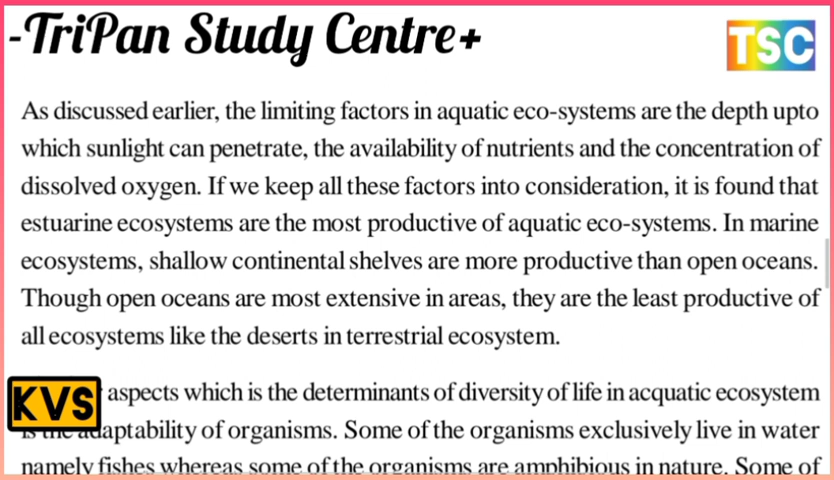 -TriPan Study Centre+
TSC
As discussed earlier, the limiting factors in aquatic eco-systems are the depth upto
which sunlight can penetrate, the availability of nutrients and the concentration of
dissolved oxygen. If we keep all these factors into consideration, it is found that
estuarine ecosystems are the most productive of aquatic eco-systems. In marine
ecosystems, shallow continental shelves are more productive than open oceans.
Though open oceans are most extensive in areas, they are the least productive of
all ecosystems like the deserts in terrestrial ecosystem.
KVS
aspects which is the determinants of diversity of life in acquatic ecosystem
is the adaptability of organisms. Some of the organisms exclusively live in water
namely fishes whereas some of the organisms are amphibious in nature. Some of